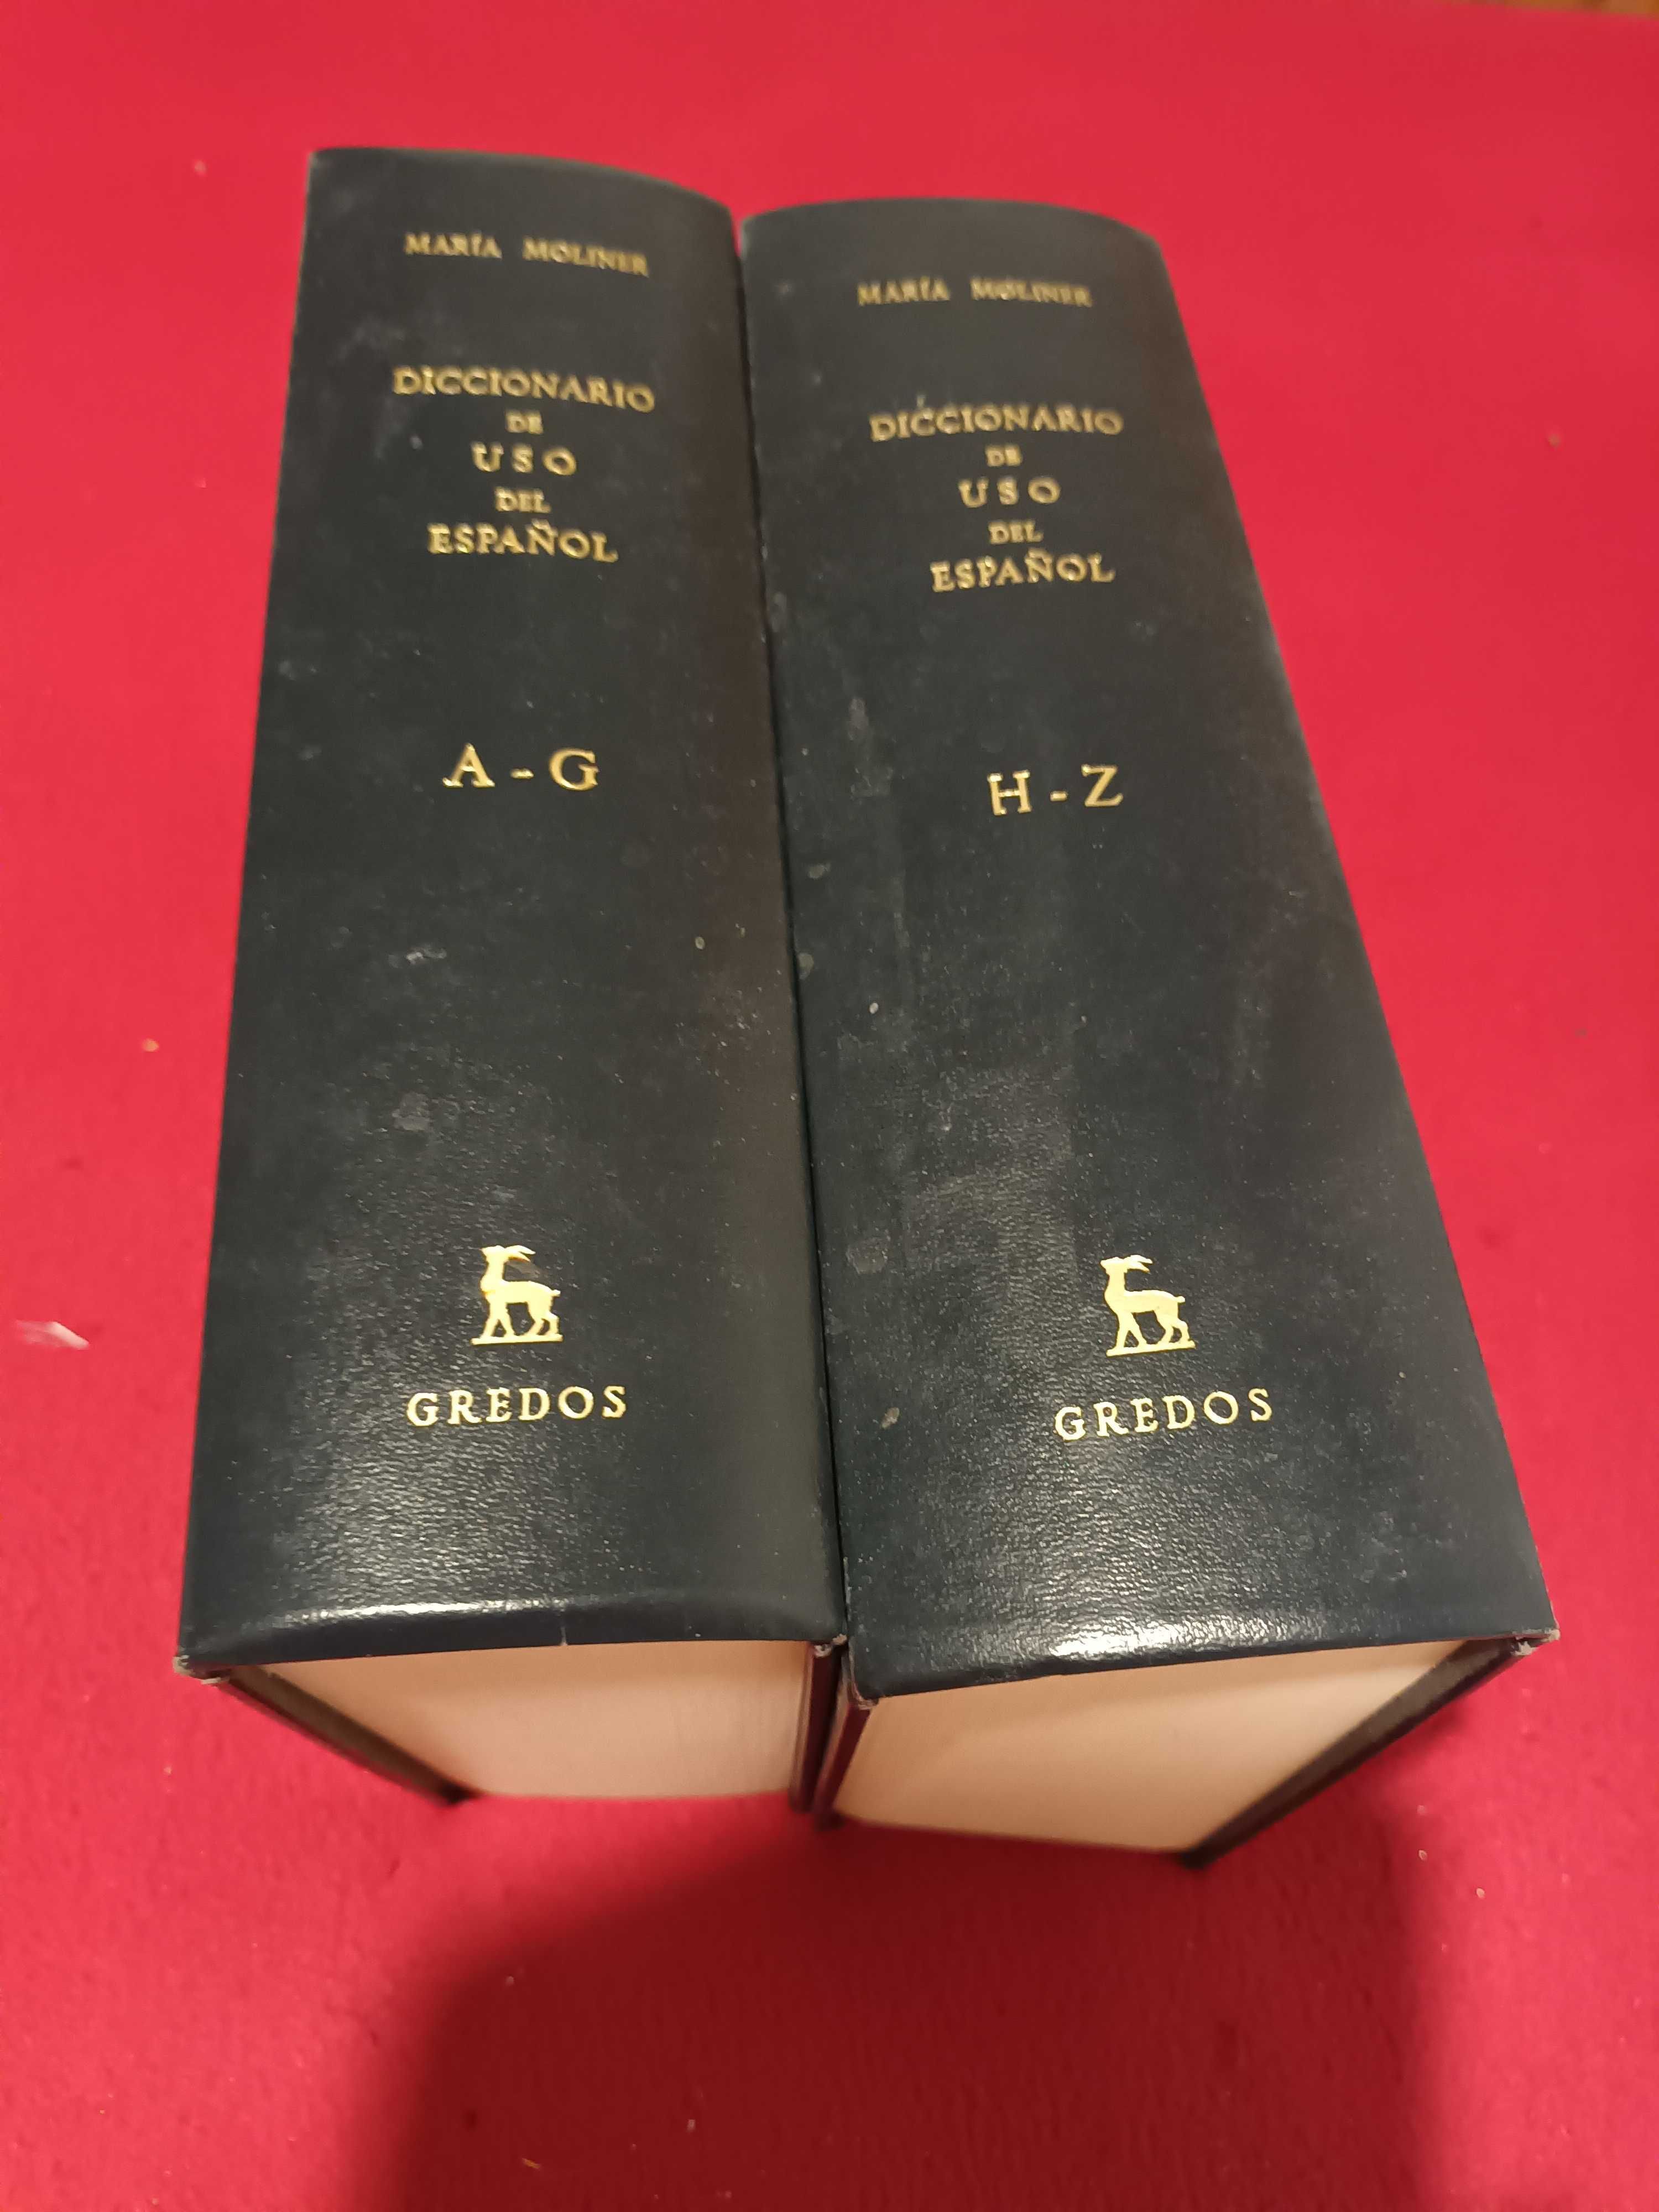 MARÍA MOLINER
DICCIONARIO
DE
USO
DEL
ESPAÑOL
A - G
GREDOS
MARÍA MOLINER
DICCIONARIO
DE
USO
DEL
ESPAÑOL
H - Z
GREDOS